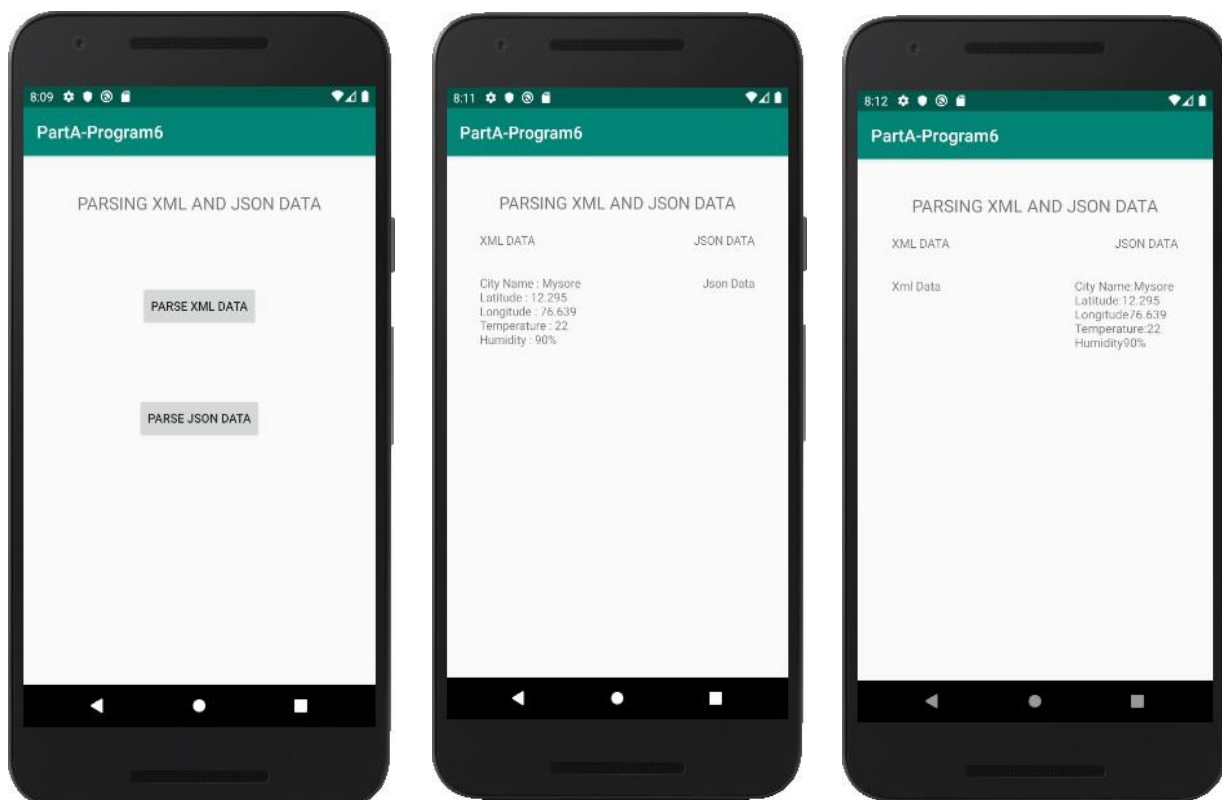 8:09
PartA-Program6
PARSING XML AND JSON DATA
PARSE XML DATA
PARSE JSON DATA
8:11
PartA-Program6
PARSING XML AND JSON DATA
XML DATA
JSON DATA
City Name : Mysore
Latitude : 12.295
Longitude : 76.639
Temperature : 22
Humidity : 90%
Json Data
8:12
PartA-Program6
PARSING XML AND JSON DATA
XML DATA
JSON DATA
Xml Data
City Name:Mysore
Latitude:12.295
Longitude76.639
Temperature:22
Humidity90%